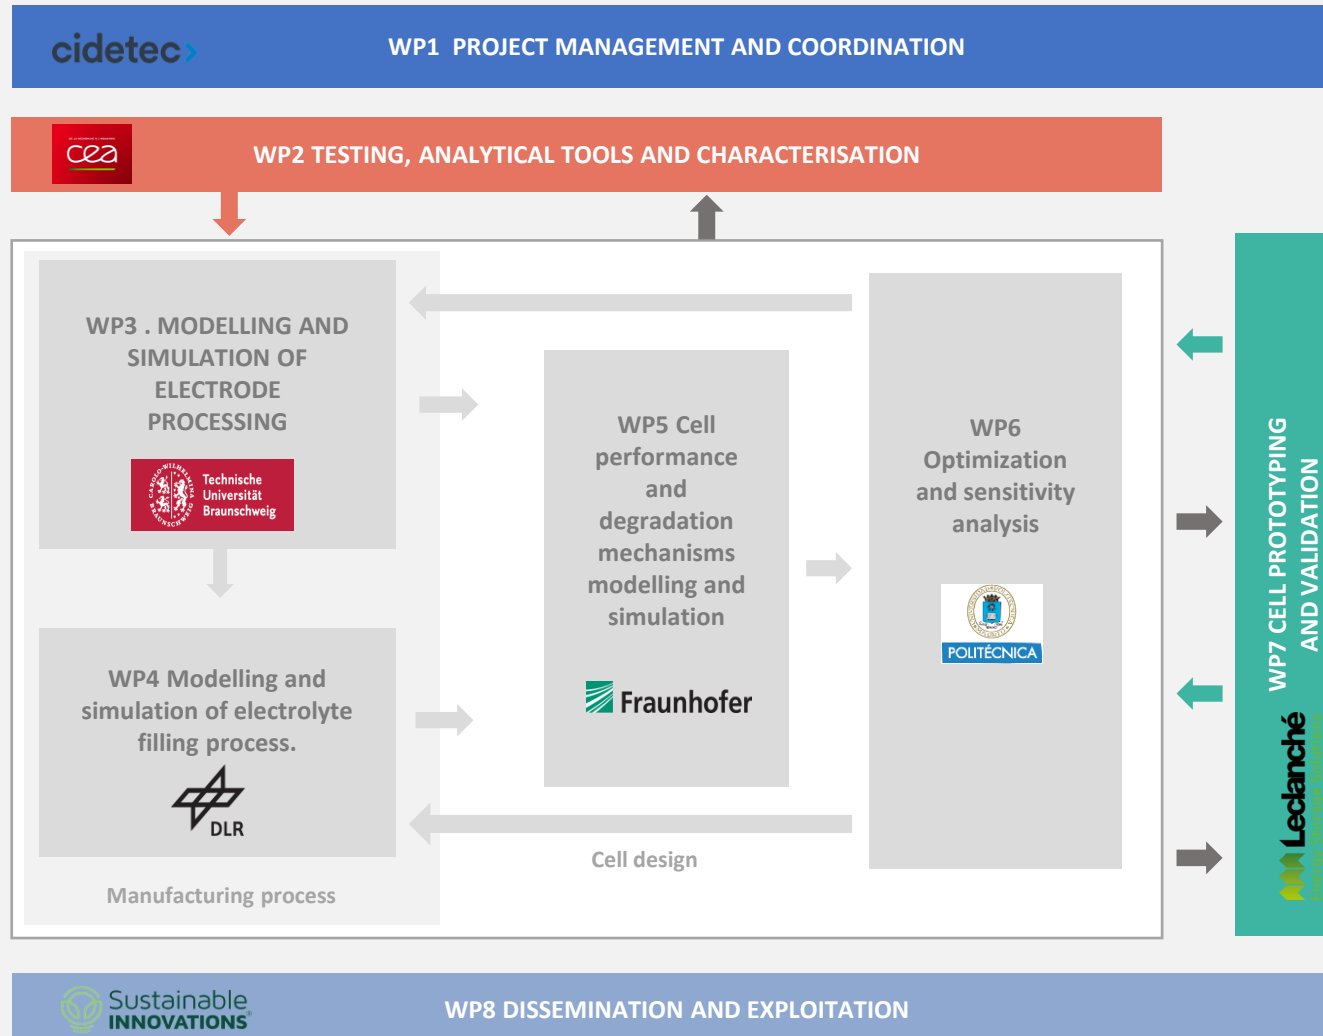 cidetec
WP1 PROJECT MANAGEMENT AND COORDINATION
cea
WP2 TESTING, ANALYTICAL TOOLS AND CHARACTERISATION
WP3 . MODELLING AND
SIMULATION OF
ELECTRODE
PROCESSING
Technische
Universität
Braunschweig
WP4 Modelling and
simulation of electrolyte
filling process.
DLR
Manufacturing process
WP5 Cell
performance
and
degradation
mechanisms
modelling and
simulation
Fraunhofer
Cell design
WP6
Optimization
and sensitivity
analysis
POLITÉCNICA
WP7 CELL PROTOTYPING
AND VALIDATION
Leclanché
Energy Storage Solutions
Sustainable
INNOVATIONS
WP8 DISSEMINATION AND EXPLOITATION